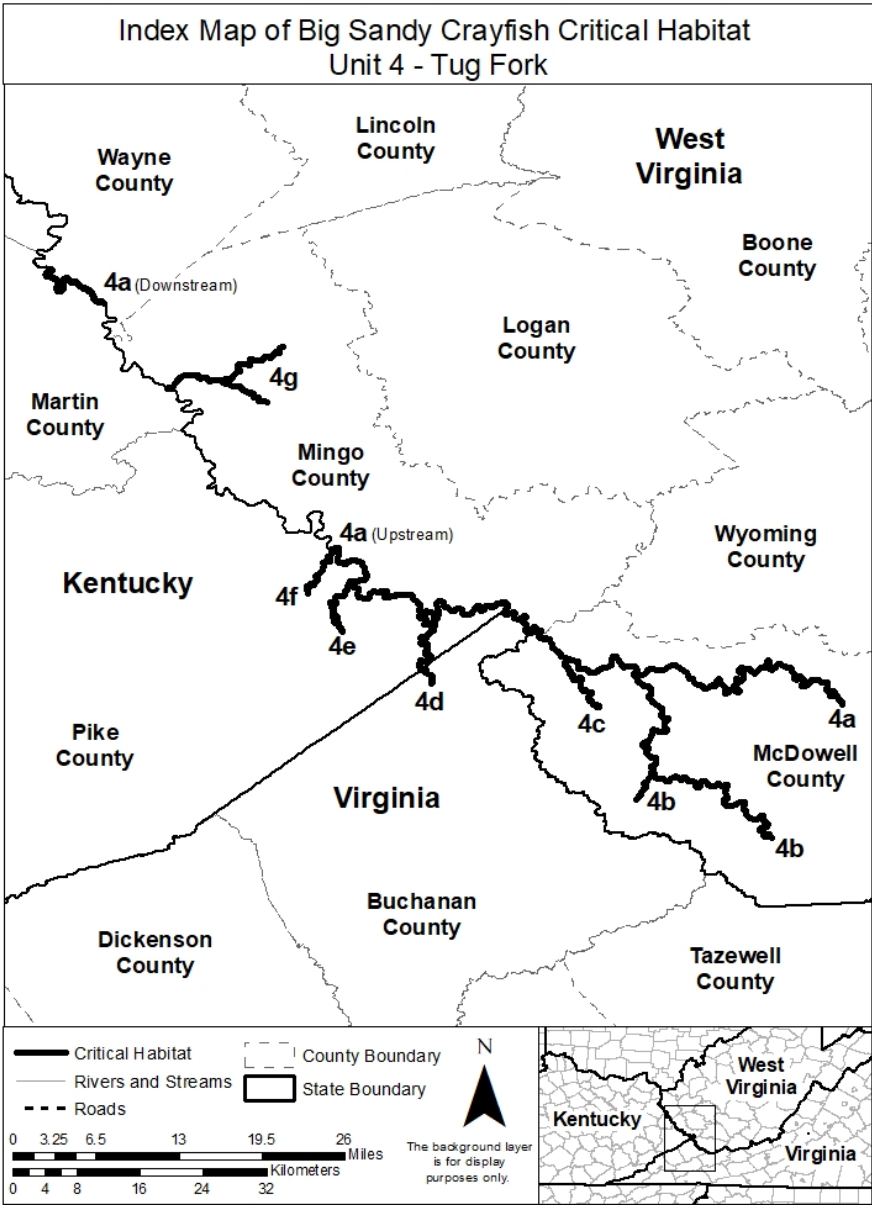 Index Map of Big Sandy Crayfish Critical Habitat
Unit 4 - Tug Fork
Lincoln
County
West
Virginia
Wayne
County
Boone
County
4a (Downstream)
Logan
County
4g
Martin
County
Mingo
County
4a (Upstream)
Wyoming
County
Kentucky
4f
4e
4d
4c
4a
Pike
County
McDowell
County
Virginia
4b
4b
Buchanan
County
Dickenson
County
Tazewell
County
Critical Habitat
Rivers and Streams
Roads
County Boundary
State Boundary
N
The background layer
is for display
purposes only.
0 3.25 6.5 13 19.5 26
Miles
Kilometers
0 4 8 16 24 32
West
Virginia
Kentucky
Virginia